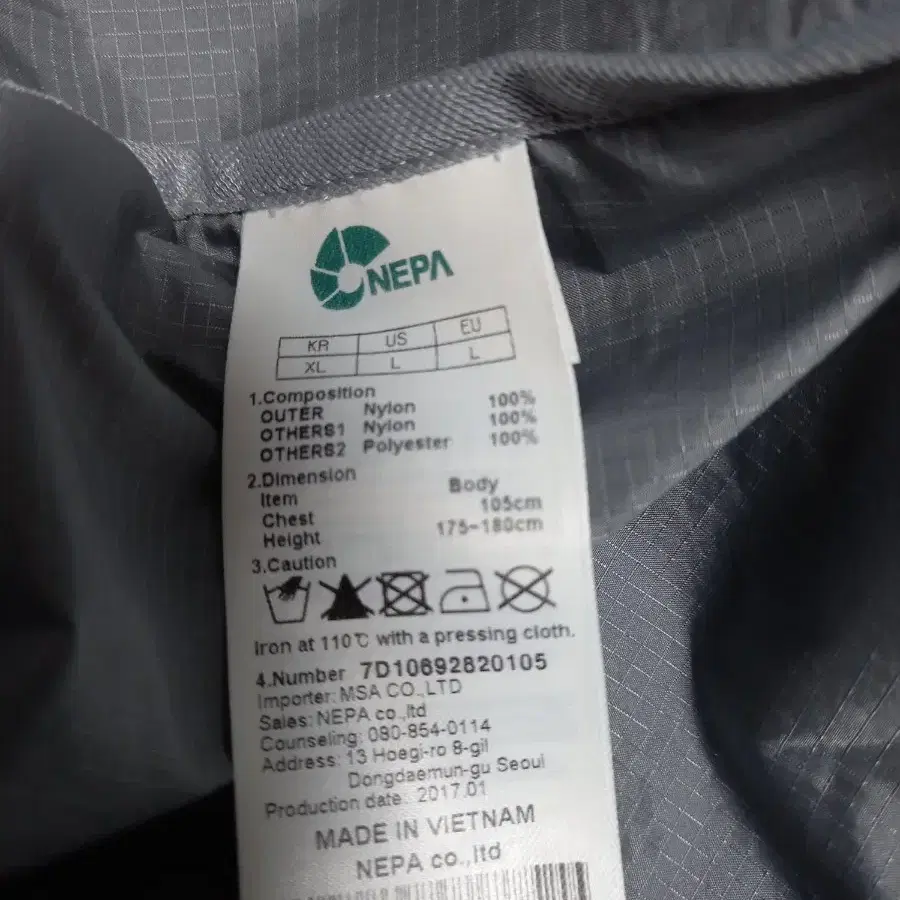 NEPA
KR US EU
XL L L
1.Composition
OUTER Nylon 100%
OTHERS1 Nylon 100%
OTHERS2 Polyester 100%
2.Dimension
Item Body
Chest 105cm
Height 175-180cm
3.Caution
Iron at 110℃ with a pressing cloth.
4.Number 7D10692820105
Importer: MSA CO.,LTD
Sales: NEPA co.,ltd
Counseling: 080-854-0114
Address: 13 Hoegi-ro 8-gil
Dongdaemun-gu Seoul
Production date: 2017.01
MADE IN VIETNAM
NEPA co.,ltd